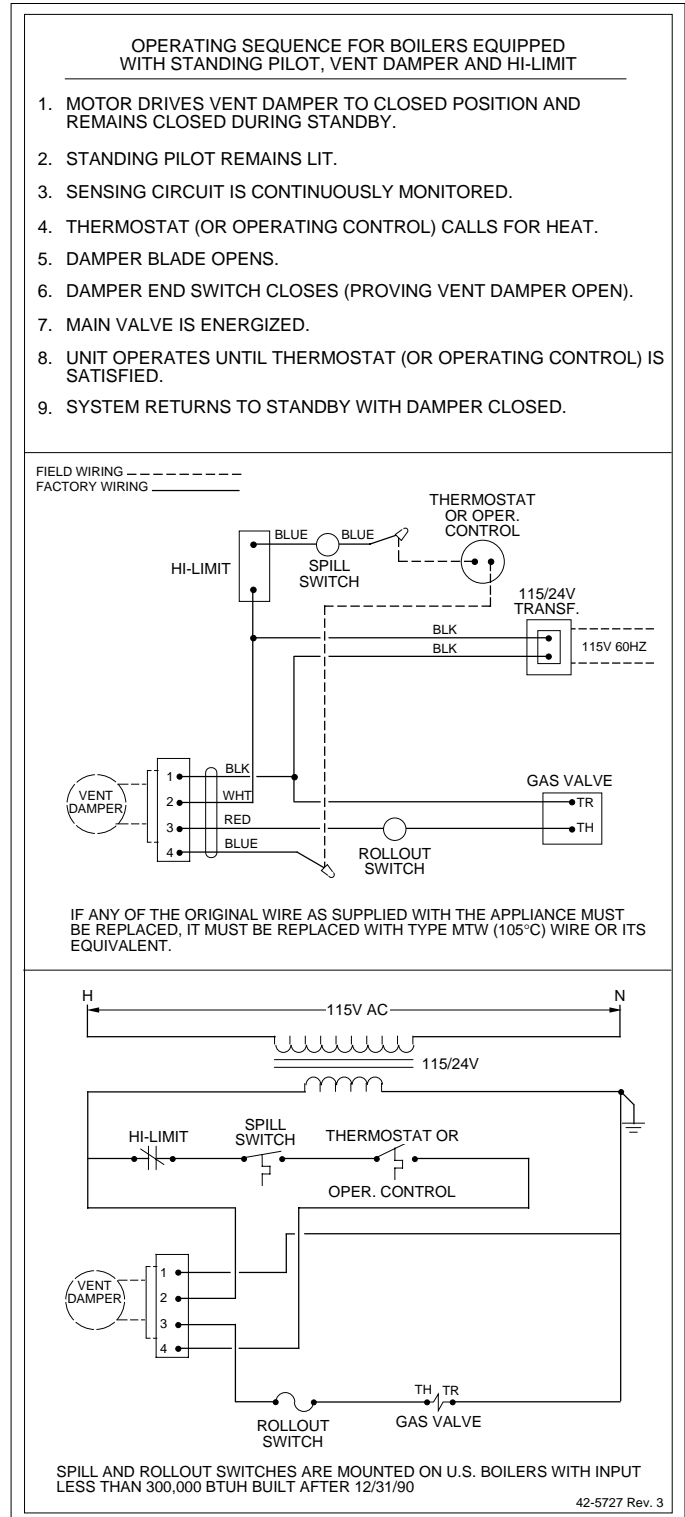 OPERATING SEQUENCE FOR BOILERS EQUIPPED
WITH STANDING PILOT, VENT DAMPER AND HI-LIMIT
1. MOTOR DRIVES VENT DAMPER TO CLOSED POSITION AND
REMAINS CLOSED DURING STANDBY.
2. STANDING PILOT REMAINS LIT.
3. SENSING CIRCUIT IS CONTINUOUSLY MONITORED.
4. THERMOSTAT (OR OPERATING CONTROL) CALLS FOR HEAT.
5. DAMPER BLADE OPENS.
6. DAMPER END SWITCH CLOSES (PROVING VENT DAMPER OPEN).
7. MAIN VALVE IS ENERGIZED.
8. UNIT OPERATES UNTIL THERMOSTAT (OR OPERATING CONTROL) IS
SATISFIED.
9. SYSTEM RETURNS TO STANDBY WITH DAMPER CLOSED.
FIELD WIRING
FACTORY WIRING
THERMOSTAT
OR OPER.
CONTROL
BLUE BLUE
HI-LIMIT
SPILL
SWITCH
115/24V
TRANSF.
BLK
BLK
115V 60HZ
VENT
DAMPER
1 BLK
2 WHT
3 RED
4 BLUE
GAS VALVE
TR
TH
ROLLOUT
SWITCH
IF ANY OF THE ORIGINAL WIRE AS SUPPLIED WITH THE APPLIANCE MUST
BE REPLACED, IT MUST BE REPLACED WITH TYPE MTW (105°C) WIRE OR ITS
EQUIVALENT.
H N
115V AC
115/24V
HI-LIMIT
SPILL
SWITCH
THERMOSTAT OR
OPER. CONTROL
VENT
DAMPER
1
2
3
4
TH TR
ROLLOUT
SWITCH
GAS VALVE
SPILL AND ROLLOUT SWITCHES ARE MOUNTED ON U.S. BOILERS WITH INPUT
LESS THAN 300,000 BTUH BUILT AFTER 12/31/90
42-5727 Rev. 3